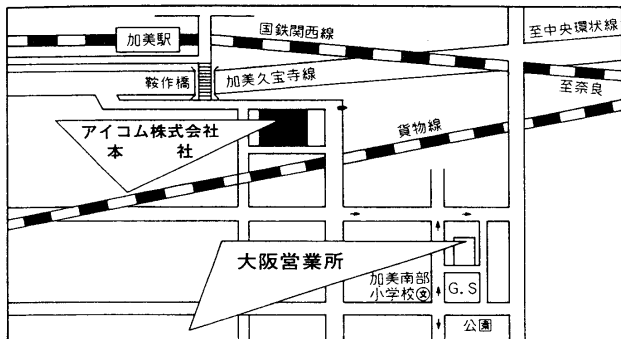 国鉄関西線
至中央環状線
加美駅
鞍作橋
加美久宝寺線
至奈良
アイコム株式会社
本社
貨物線
大阪営業所
加美南部
小学校㊫
G.S
公園